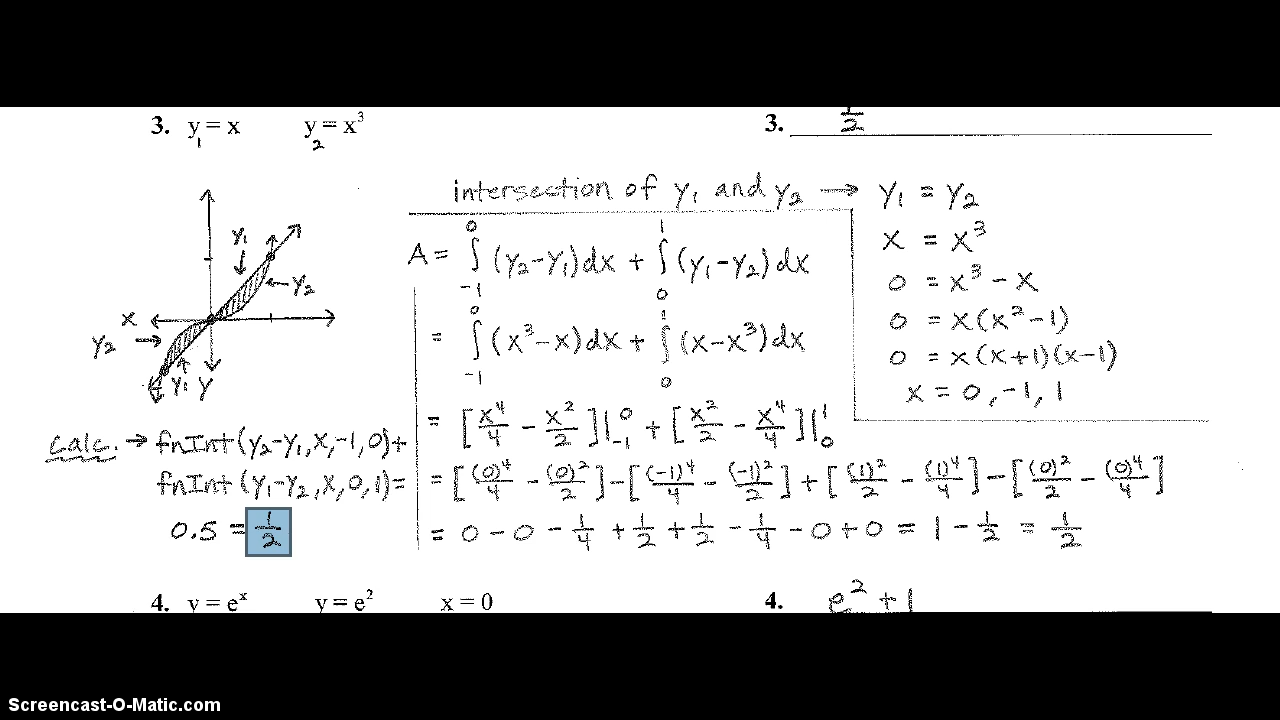 3. y₁ = x    y₂ = x³    3. 1/2
intersection of y₁ and y₂ → y₁ = y₂
x = x³
0 = x³ - x
0 = x(x² - 1)
0 = x(x+1)(x-1)
x = 0, -1, 1
A = ∫₋₁⁰ (y₂ - y₁)dx + ∫₀¹ (y₁ - y₂)dx
= ∫₋₁⁰ (x³ - x)dx + ∫₀¹ (x - x³)dx
= [x⁴/4 - x²/2]|₋₁⁰ + [x²/2 - x⁴/4]|₀¹
= [(0)⁴/4 - (0)²/2] - [(-1)⁴/4 - (-1)²/2] + [(1)²/2 - (1)⁴/4] - [(0)²/2 - (0)⁴/4]
= 0 - 0 - 1/4 + 1/2 + 1/2 - 1/4 - 0 + 0 = 1 - 1/2 = 1/2
y₁
y₂
x
y₂
y₁ y
calc. → fnInt(y₂-y₁,x,-1,0)+
fnInt(y₁-y₂,x,0,1)=
0.5 = 1/2
4. y = eˣ    y = e²    x = 0    4. e² + 1
Screencast-O-Matic.com